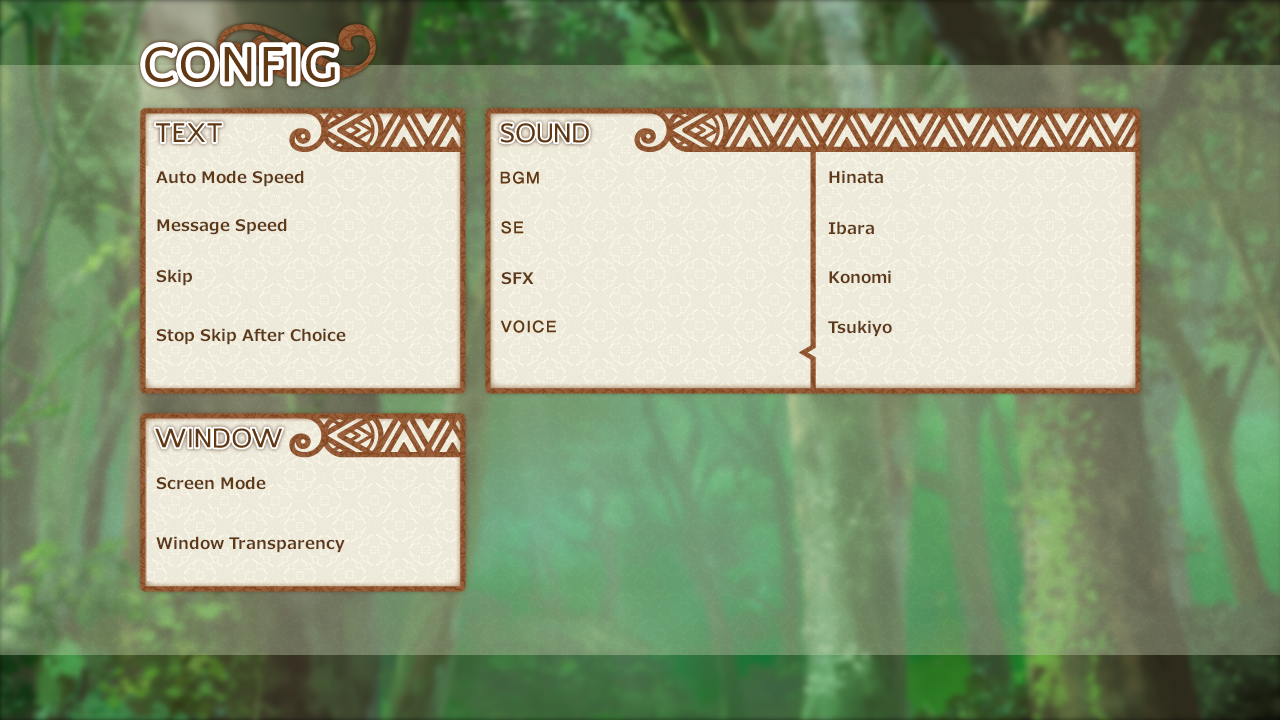 CONFIG
TEXT
Auto Mode Speed
Message Speed
Skip
Stop Skip After Choice
SOUND
BGM
SE
SFX
VOICE
Hinata
Ibara
Konomi
Tsukiyo
WINDOW
Screen Mode
Window Transparency